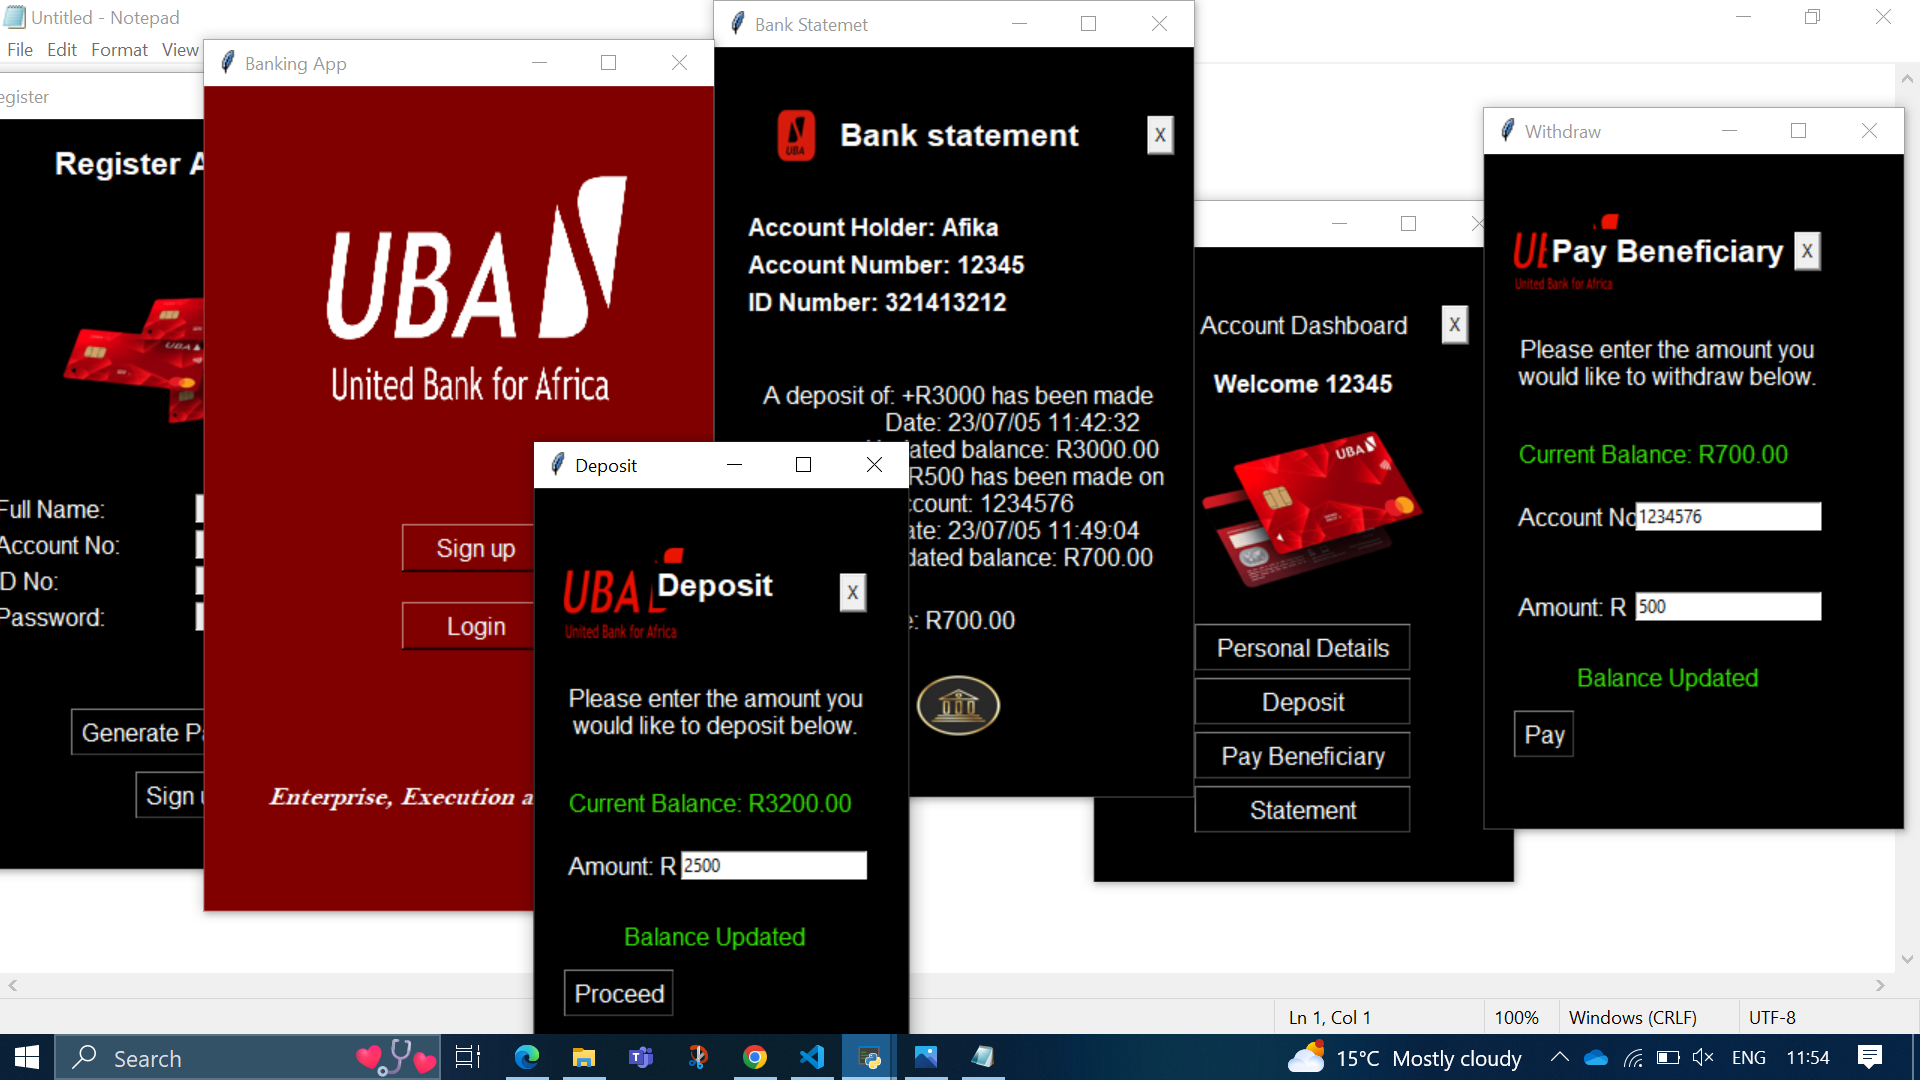 Untitled - Notepad
File Edit Format View
egister
Register A
Full Name:
Account No:
ID No:
Password:
Generate Pa
Sign u
Banking App
UBA
United Bank for Africa
Sign up
Login
Enterprise, Execution a
Bank Statemet
UBA
Bank statement
X
Account Holder: Afika
Account Number: 12345
ID Number: 321413212
A deposit of: +R3000 has been made
Date: 23/07/05 11:42:32
ated balance: R3000.00
R500 has been made on
count: 1234576
ate: 23/07/05 11:49:04
dated balance: R700.00
e: R700.00
Deposit
UBA
United Bank for Africa
Deposit
X
Please enter the amount you
would like to deposit below.
Current Balance: R3200.00
Amount: R 2500
Balance Updated
Proceed
Account Dashboard
X
Welcome 12345
UBA
Personal Details
Deposit
Pay Beneficiary
Statement
Withdraw
UB
United Bank for Africa
Pay Beneficiary
X
Please enter the amount you
would like to withdraw below.
Current Balance: R700.00
Account No 1234576
Amount: R 500
Balance Updated
Pay
Ln 1, Col 1
100%
Windows (CRLF)
UTF-8
Search
15°C Mostly cloudy
ENG
11:54